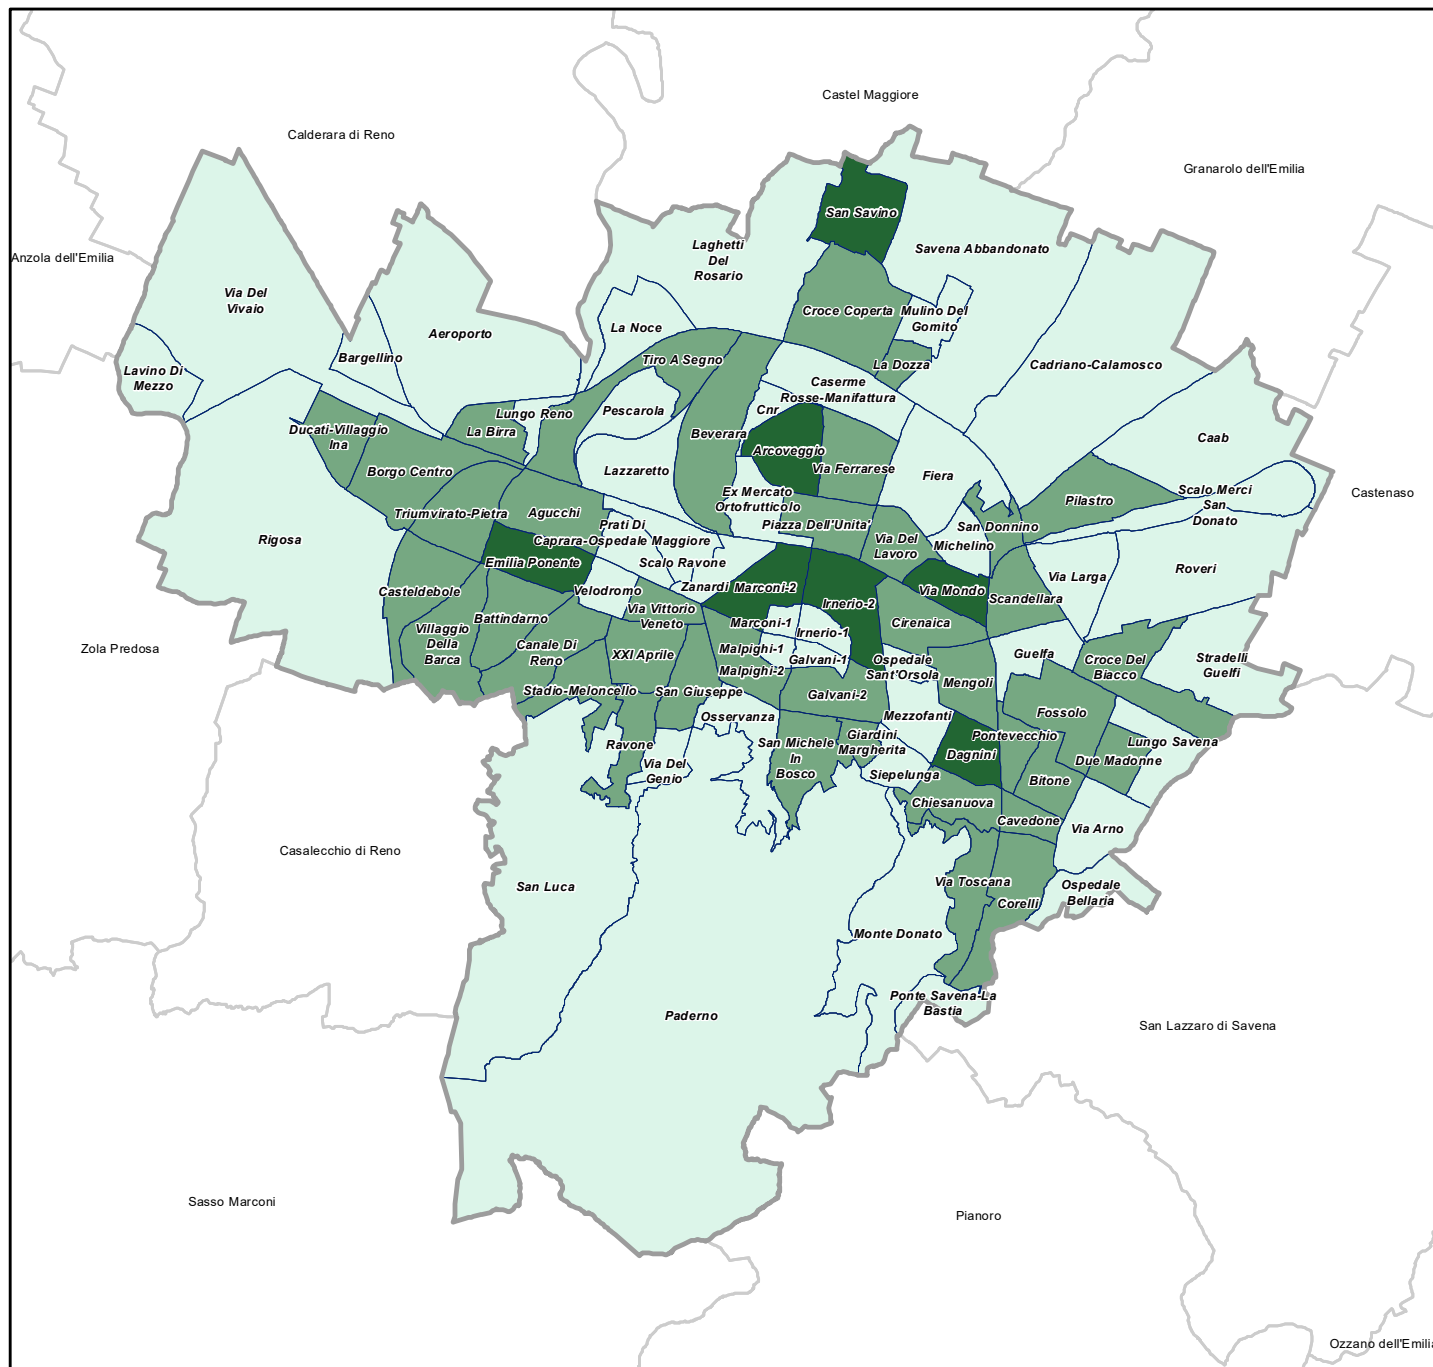 Castel Maggiore
Calderara di Reno
Granarolo dell'Emilia
San Savino
Anzola dell'Emilia
Laghetti
Del
Rosario
Savena Abbandonato
Via Del
Vivaio
Aeroporto
La Noce
Croce Coperta
Mulino Del
Gomito
Bargellino
Tiro A Segno
La Dozza
Cadriano-Calamosco
Lavino Di
Mezzo
Caserme
Rosse-Manifattura
Pescarola
Cnr
Lungo Reno
La Birra
Ducati-Villaggio
Ina
Beverara
Caab
Arcoveggio
Via Ferrarese
Borgo Centro
Lazzaretto
Fiera
Pilastro
Scalo Merci
San
Donato
Castenaso
Ex Mercato
Ortofrutticolo
Triumvirato-Pietra
Agucchi
Prati Di
Caprara-Ospedale Maggiore
Piazza Dell'Unita'
San Donnino
Rigosa
Via Del
Lavoro
Michelino
Emilia Ponente
Scalo Ravone
Roveri
Via Larga
Casteldebole
Velodromo
Zanardi
Marconi-2
Via Mondo
Scandellara
Irnerio-2
Via Vittorio
Veneto
Battindarno
Marconi-1
Cirenaica
Irnerio-1
Villaggio
Della
Barca
Canale Di
Reno
XXI Aprile
Malpighi-1
Galvani-1
Ospedale
Sant'Orsola
Guelfa
Croce Del
Biacco
Stradelli
Guelfi
Zola Predosa
Malpighi-2
Mengoli
Stadio-Meloncello
San Giuseppe
Galvani-2
Osservanza
Mezzofanti
Fossolo
Ravone
San Michele
In
Bosco
Giardini
Margherita
Pontevecchio
Lungo Savena
Dagnini
Due Madonne
Via Del
Genio
Siepelunga
Bitone
Chiesanuova
Cavedone
Via Arno
Casalecchio di Reno
San Luca
Via Toscana
Ospedale
Bellaria
Corelli
Monte Donato
Ponte Savena-La
Bastia
Paderno
San Lazzaro di Savena
Sasso Marconi
Pianoro
Ozzano dell'Emilia